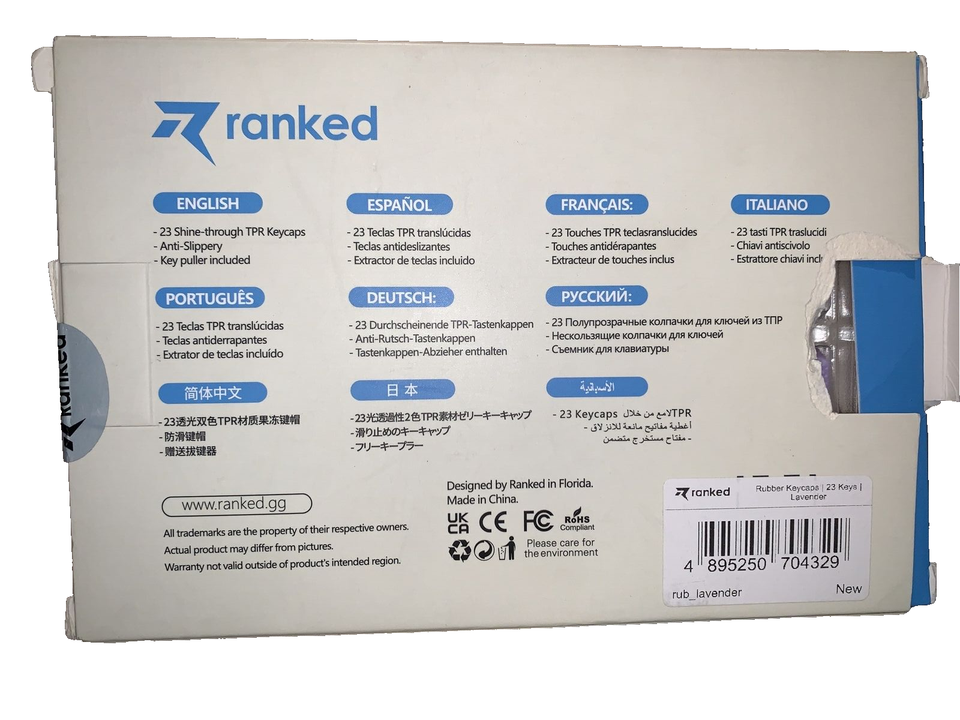 ranked
ENGLISH
- 23 Shine-through TPR Keycaps
- Anti-Slippery
- Key puller included
ESPAÑOL
- 23 Teclas TPR translúcidas
- Teclas antideslizantes
- Extractor de teclas incluido
FRANÇAIS:
- 23 Touches TPR teclasranslucides
- Touches antidérapantes
- Extracteur de touches inclus
ITALIANO
- 23 tasti TPR traslucidi
- Chiavi antiscivolo
- Estrattore chiavi incl
PORTUGUÊS
- 23 Teclas TPR translúcidas
- Teclas antiderrapantes
- Extrator de teclas incluído
DEUTSCH:
- 23 Durchscheinende TPR-Tastenkappen
- Anti-Rutsch-Tastenkappen
- Tastenkappen-Abzieher enthalten
РУССКИЙ:
- 23 Полупрозрачные колпачки для ключей из ТПР
- Нескользящие колпачки для ключей
- Съемник для клавиатуры
简体中文
- 23透光双色TPR材质果冻键帽
- 防滑键帽
- 赠送拔键器
日本
- 23光透過性2色TPR素材ゼリーキーキャップ
- 滑り止めのキーキャップ
- フリーキープラー
الأسبانية
- 23 Keycaps لامع من خلال TPR
- أغطية مفاتيح مانعة للانزلاق
- مفتاح مستخرج متضمن
ranked
www.ranked.gg
All trademarks are the property of their respective owners.
Actual product may differ from pictures.
Warranty not valid outside of product's intended region.
Designed by Ranked in Florida.
Made in China.
UK
CA
CE
FC
RoHS
Compliant
Please care for
the environment
ranked
Rubber Keycaps | 23 Keys |
Lavender
4 895250 704329
rub_lavender
New